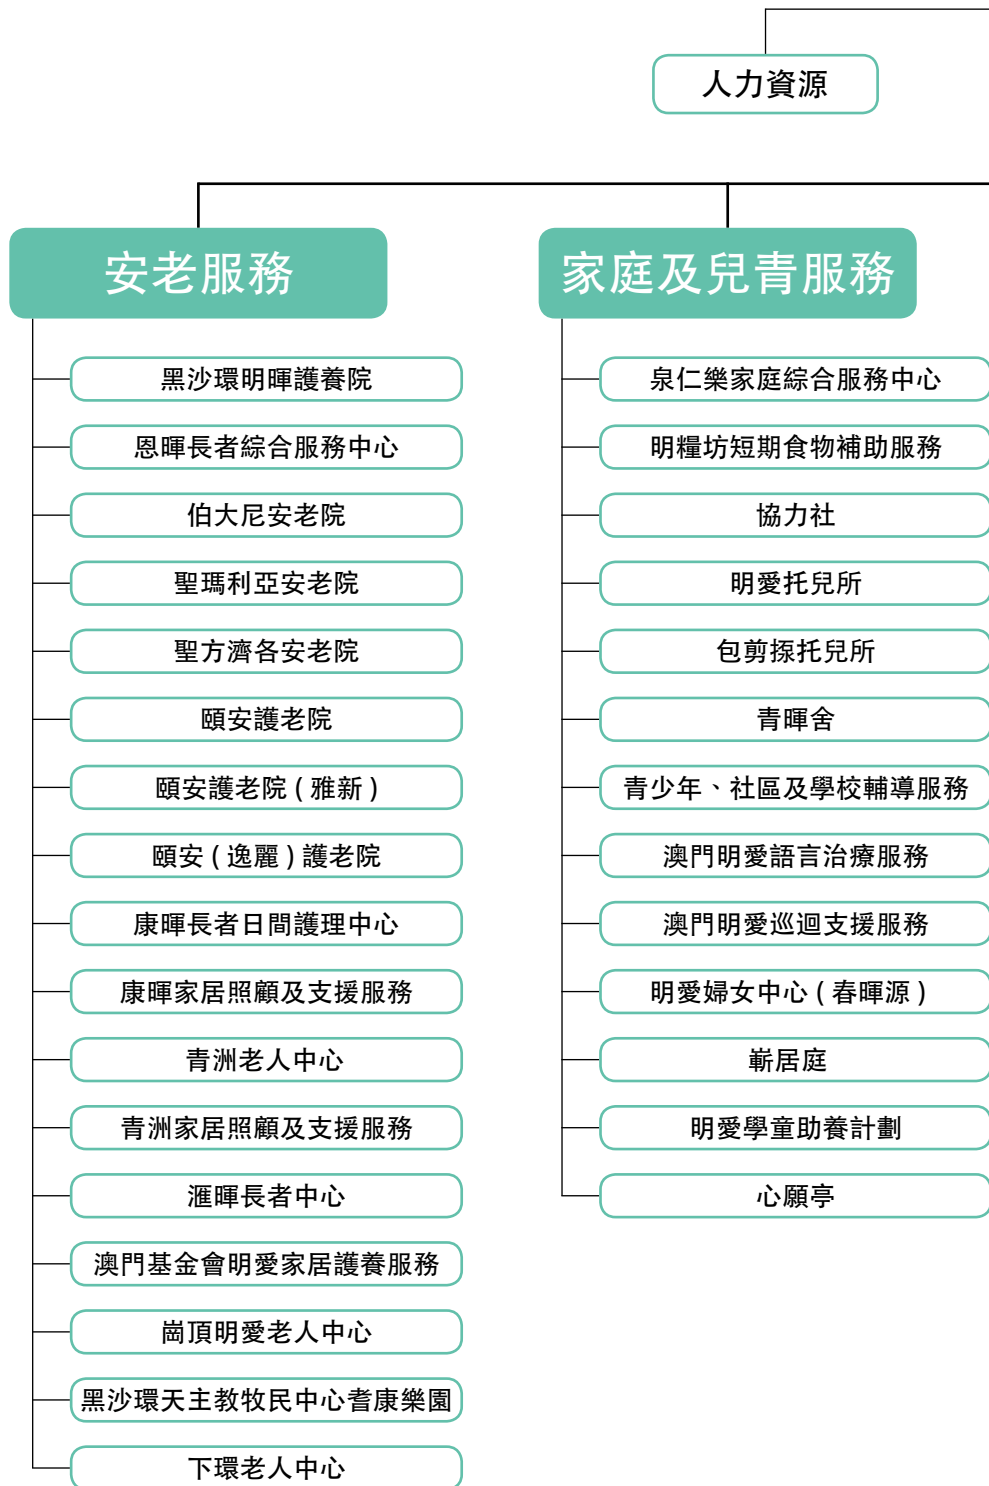 人力資源
安老服務
黑沙環明暉護養院
恩暉長者綜合服務中心
伯大尼安老院
聖瑪利亞安老院
聖方濟各安老院
頤安護老院
頤安護老院 ( 雅新 )
頤安 ( 逸麗 ) 護老院
康暉長者日間護理中心
康暉家居照顧及支援服務
青洲老人中心
青洲家居照顧及支援服務
滙暉長者中心
澳門基金會明愛家居護養服務
崗頂明愛老人中心
黑沙環天主教牧民中心耆康樂園
下環老人中心
家庭及兒青服務
泉仁樂家庭綜合服務中心
明糧坊短期食物補助服務
協力社
明愛托兒所
包剪揼托兒所
青暉舍
青少年、社區及學校輔導服務
澳門明愛語言治療服務
澳門明愛巡迴支援服務
明愛婦女中心 ( 春暉源 )
嶄居庭
明愛學童助養計劃
心願亭